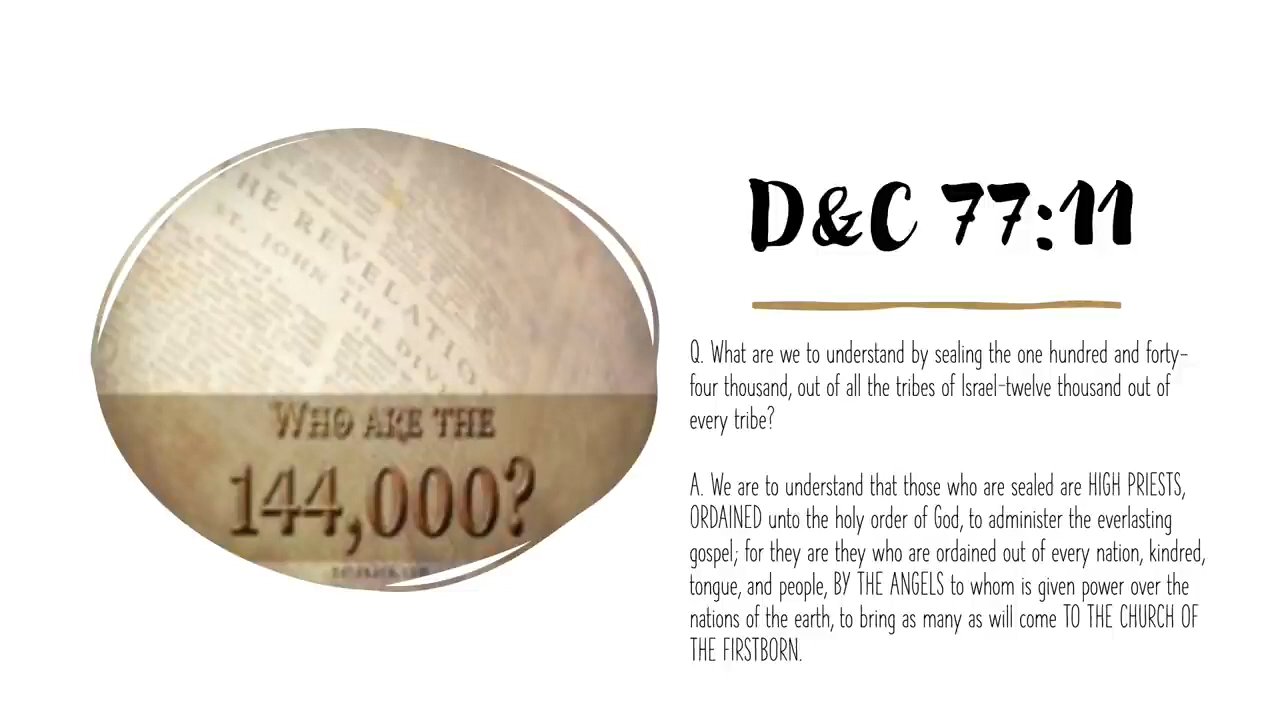 THE REVELATIO
ST. JOHN THE DIVI
WHO ARE THE
144,000?
D&C 77:11
Q. What are we to understand by sealing the one hundred and forty-
four thousand, out of all the tribes of Israel-twelve thousand out of
every tribe?
A. We are to understand that those who are sealed are HIGH PRIESTS,
ORDAINED unto the holy order of God, to administer the everlasting
gospel; for they are they who are ordained out of every nation, kindred,
tongue, and people, BY THE ANGELS to whom is given power over the
nations of the earth, to bring as many as will come TO THE CHURCH OF
THE FIRSTBORN.